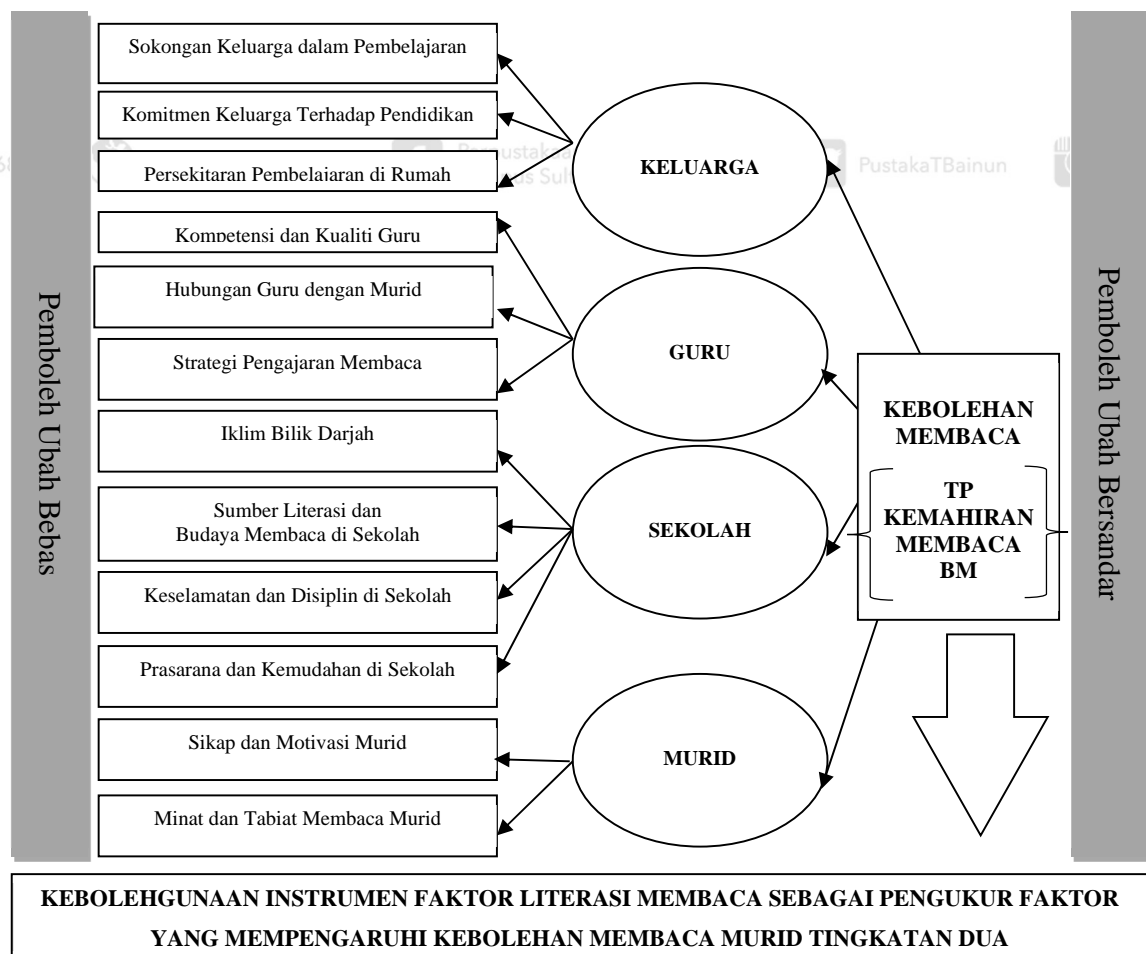 Pemboleh Ubah Bebas
Sokongan Keluarga dalam Pembelajaran
Komitmen Keluarga Terhadap Pendidikan
Persekitaran Pembelajaran di Rumah
Kompetensi dan Kualiti Guru
Hubungan Guru dengan Murid
Strategi Pengajaran Membaca
Iklim Bilik Darjah
Sumber Literasi dan
Budaya Membaca di Sekolah
Keselamatan dan Disiplin di Sekolah
Prasarana dan Kemudahan di Sekolah
Sikap dan Motivasi Murid
Minat dan Tabiat Membaca Murid
KELUARGA
GURU
SEKOLAH
MURID
PustakaTBainun
KEBOLEHAN
MEMBACA
TP
KEMAHIRAN
MEMBACA
BM
Pemboleh Ubah Bersandar
KEBOLEHGUNAAN INSTRUMEN FAKTOR LITERASI MEMBACA SEBAGAI PENGUKUR FAKTOR
YANG MEMPENGARUHI KEBOLEHAN MEMBACA MURID TINGKATAN DUA